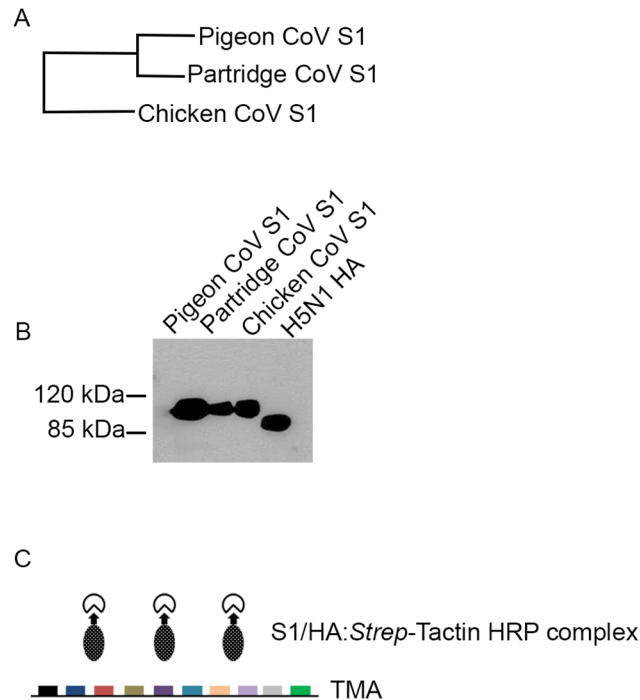 A
Pigeon CoV S1
Partridge CoV S1
Chicken CoV S1
Pigeon CoV S1
Partridge CoV S1
Chicken CoV S1
H5N1 HA
B
120 kDa
85 kDa
C
S1/HA:Strep-Tactin HRP complex
TMA